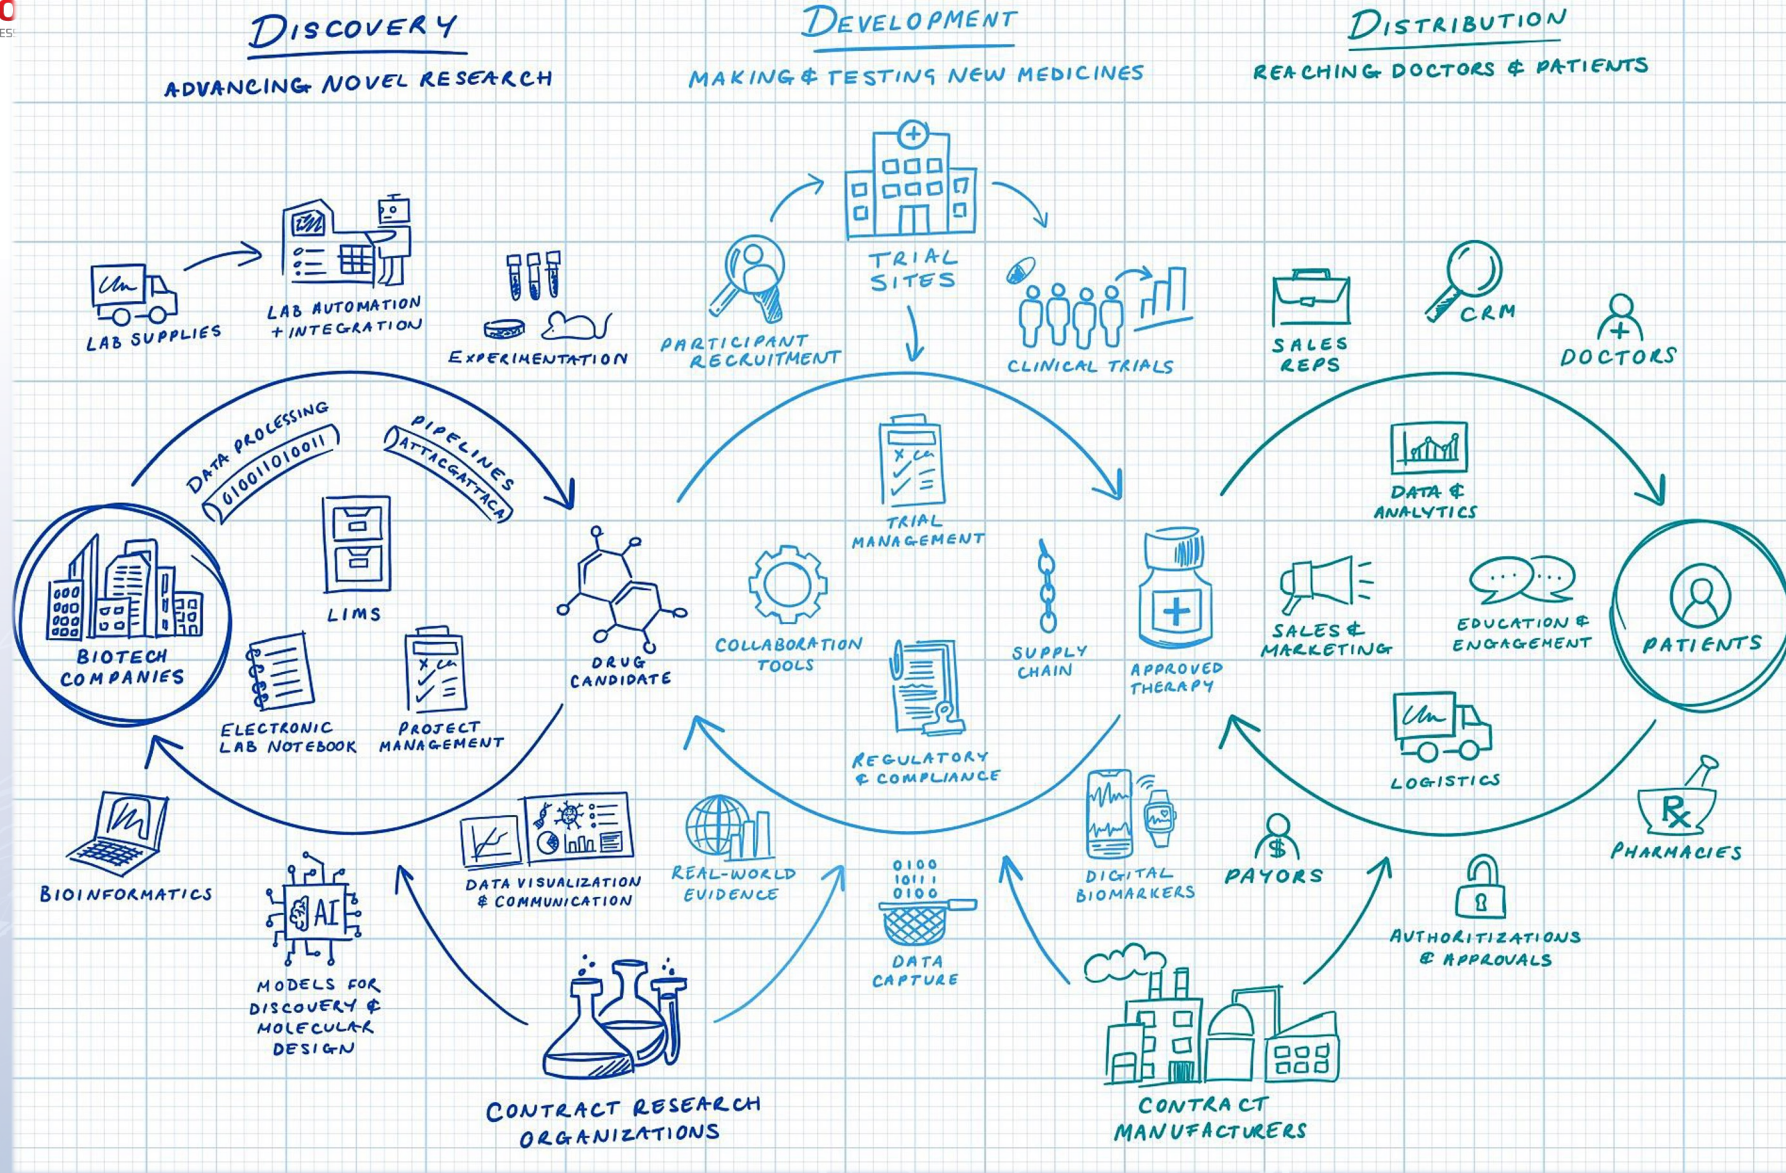 DISCOVERY
ADVANCING NOVEL RESEARCH
LAB SUPPLIES
LAB AUTOMATION
+ INTEGRATION
EXPERIMENTATION
DATA PROCESSING
010011010011
PIPELINES
ATTACGATTACA
BIOTECH
COMPANIES
LIMS
ELECTRONIC
LAB NOTEBOOK
PROJECT
MANAGEMENT
DRUG
CANDIDATE
BIOINFORMATICS
AI
MODELS FOR
DISCOVERY &
MOLECULAR
DESIGN
DATA VISUALIZATION
& COMMUNICATION
CONTRACT RESEARCH
ORGANIZATIONS
DEVELOPMENT
MAKING & TESTING NEW MEDICINES
TRIAL
SITES
PARTICIPANT
RECRUITMENT
CLINICAL TRIALS
TRIAL
MANAGEMENT
COLLABORATION
TOOLS
SUPPLY
CHAIN
APPROVED
THERAPY
REGULATORY
& COMPLIANCE
REAL-WORLD
EVIDENCE
0100
10111
0100
DATA
CAPTURE
DIGITAL
BIOMARKERS
DISTRIBUTION
REACHING DOCTORS & PATIENTS
SALES
REPS
CRM
DOCTORS
DATA &
ANALYTICS
SALES &
MARKETING
EDUCATION &
ENGAGEMENT
PATIENTS
LOGISTICS
Rx
PHARMACIES
$
PAYORS
AUTHORITIZATIONS
& APPROVALS
CONTRACT
MANUFACTURERS